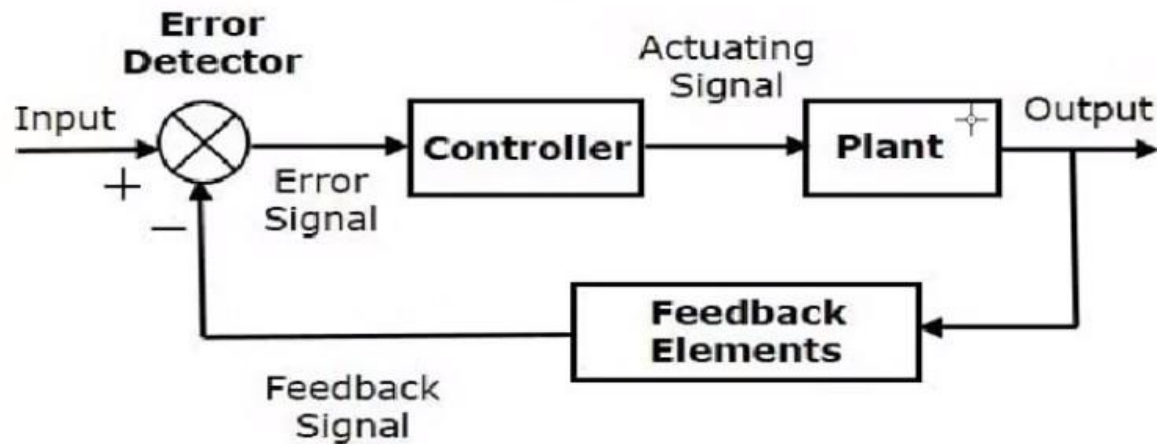 Error
Detector
Input
+
−
Error
Signal
Controller
Actuating
Signal
Plant
Output
Feedback
Elements
Feedback
Signal